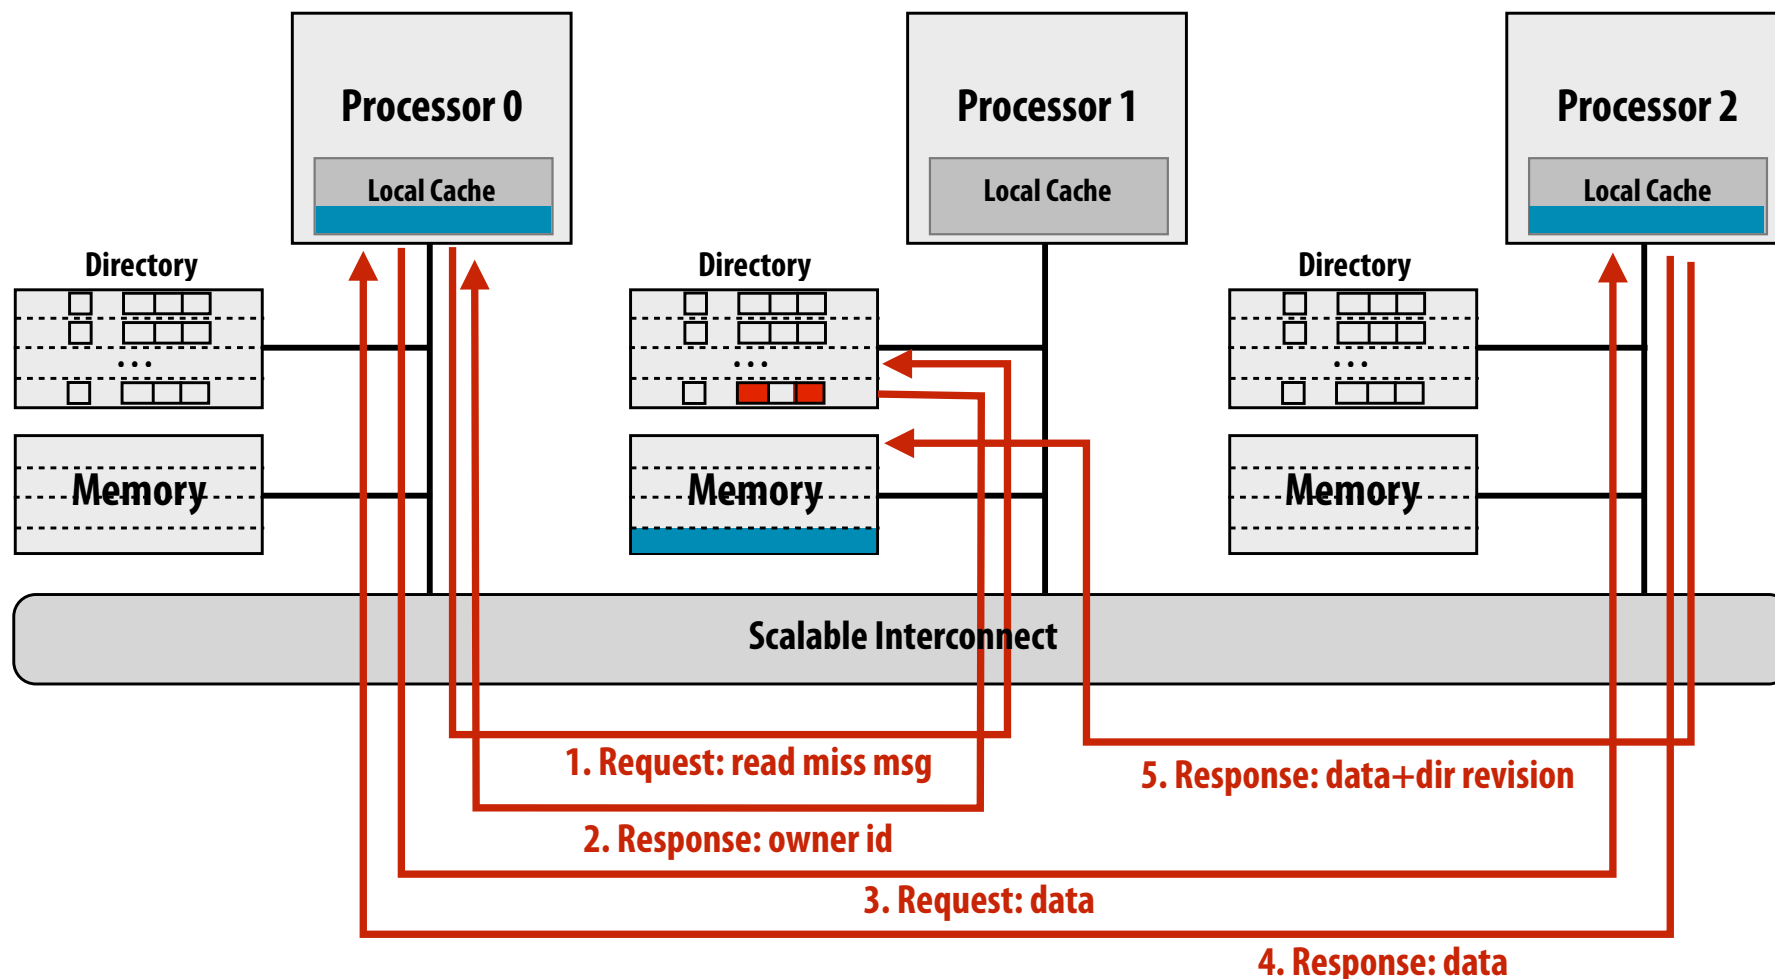 Processor 0
Processor 1
Processor 2
Local Cache
Local Cache
Local Cache
Directory
Directory
Directory
...
...
...
Memory
Memory
Memory
Scalable Interconnect
1. Request: read miss msg
5. Response: data+dir revision
2. Response: owner id
3. Request: data
4. Response: data